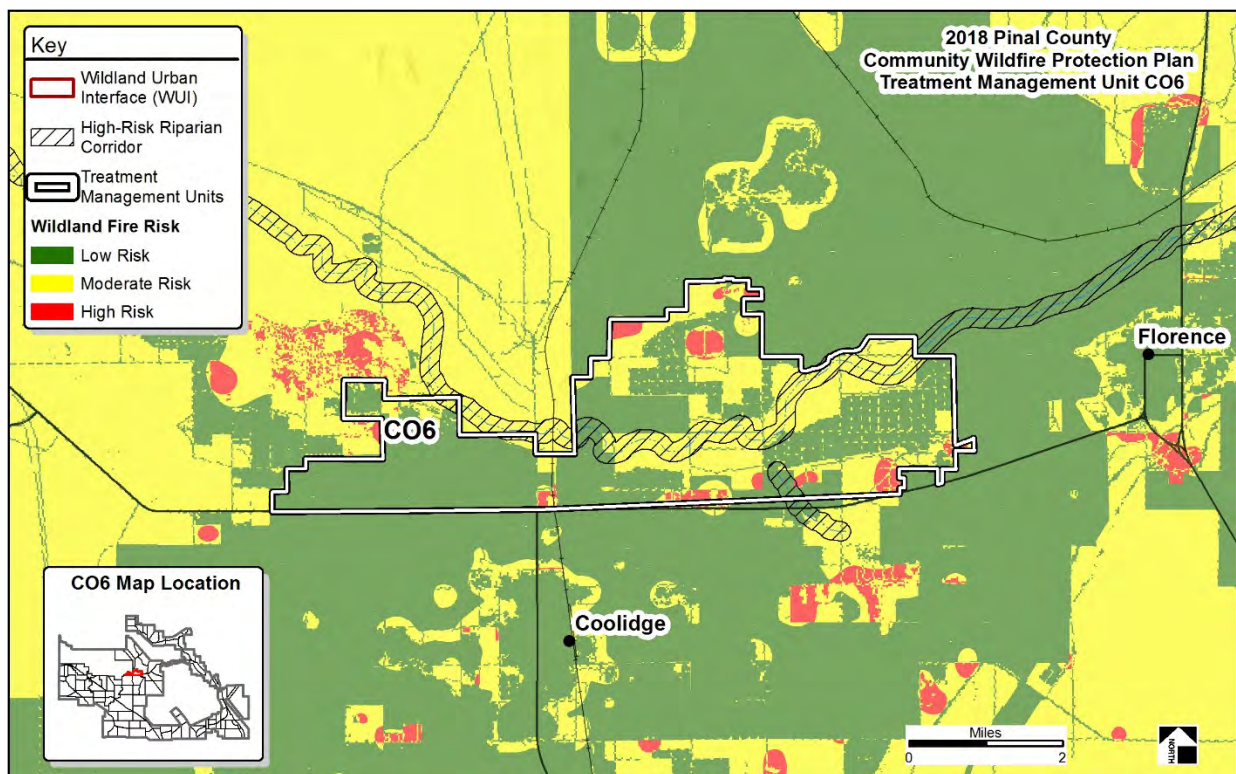 Key
Wildland Urban
Interface (WUI)
High-Risk Riparian
Corridor
Treatment
Management Units
Wildland Fire Risk
Low Risk
Moderate Risk
High Risk
2018 Pinal County
Community Wildfire Protection Plan
Treatment Management Unit CO6
Florence
CO6
Coolidge
CO6 Map Location
Miles
0
2
NORTH